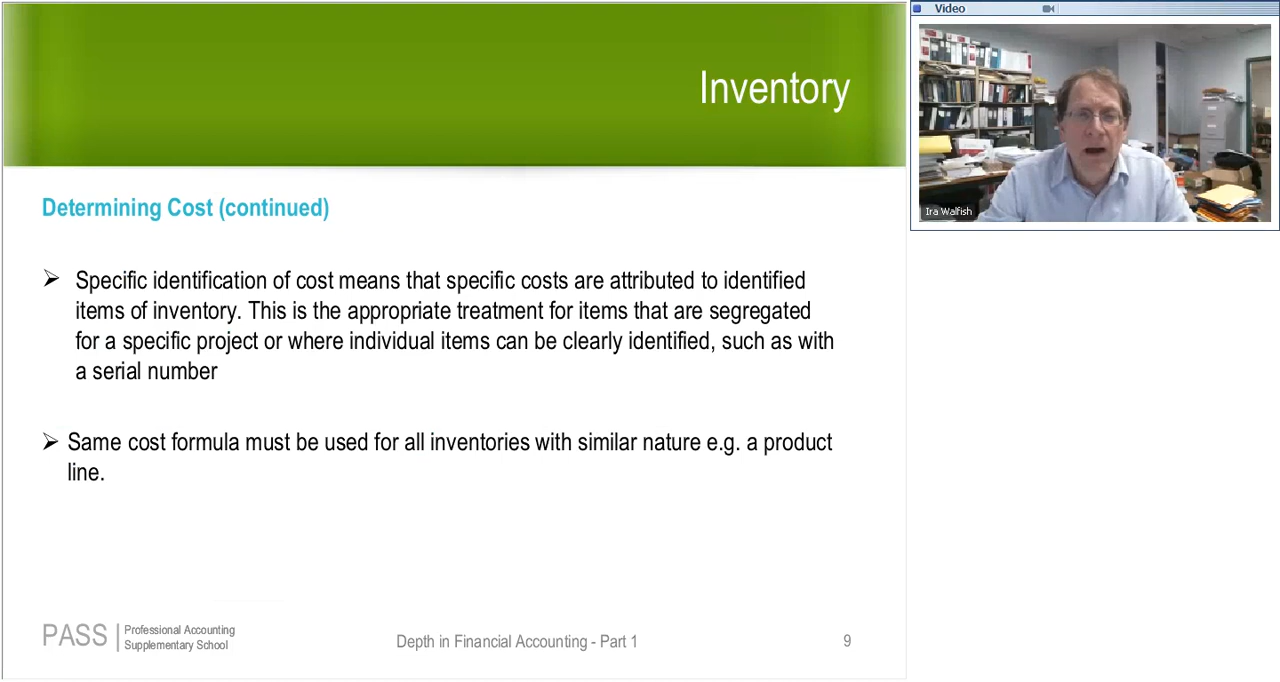 Inventory
Determining Cost (continued)
➢ Specific identification of cost means that specific costs are attributed to identified
items of inventory. This is the appropriate treatment for items that are segregated
for a specific project or where individual items can be clearly identified, such as with
a serial number
➢ Same cost formula must be used for all inventories with similar nature e.g. a product
line.
PASS
Professional Accounting
Supplementary School
Depth in Financial Accounting - Part 1
9
Video
Ira Walfish